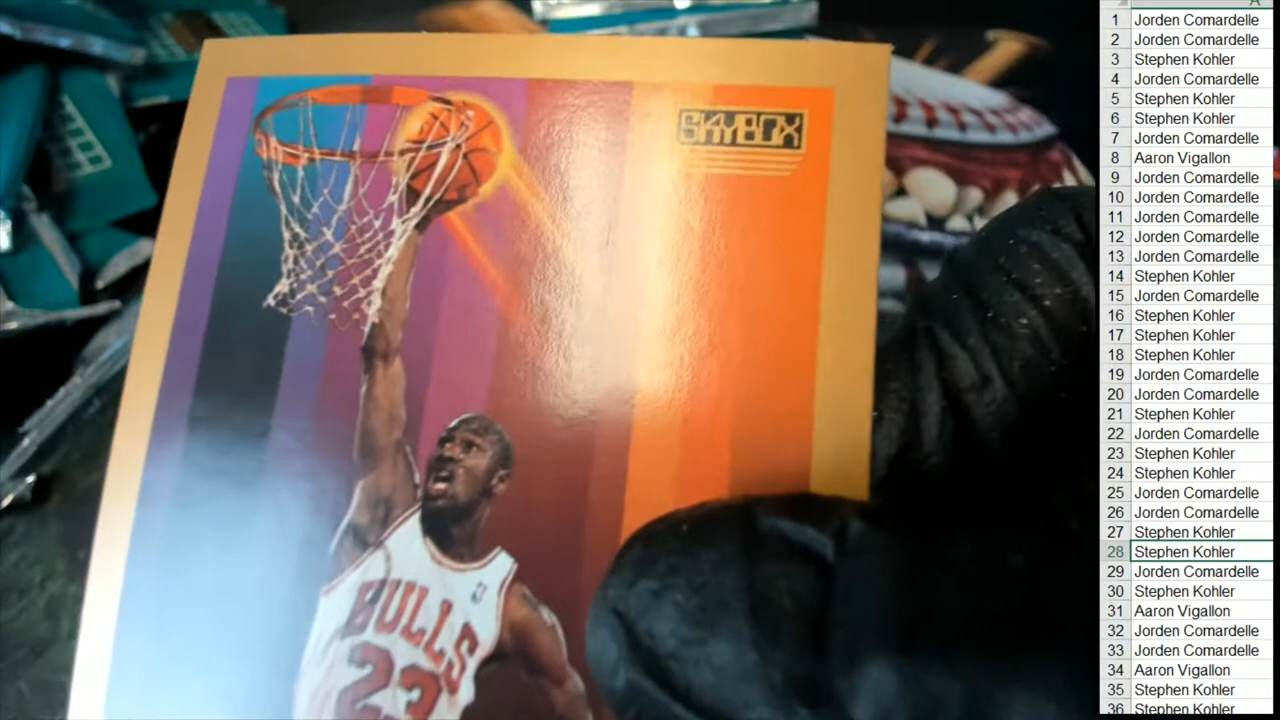 SKYBOX
BULLS
23
A
1 Jorden Comardelle
2 Jorden Comardelle
3 Stephen Kohler
4 Jorden Comardelle
5 Stephen Kohler
6 Stephen Kohler
7 Jorden Comardelle
8 Aaron Vigallon
9 Jorden Comardelle
10 Jorden Comardelle
11 Jorden Comardelle
12 Jorden Comardelle
13 Jorden Comardelle
14 Stephen Kohler
15 Jorden Comardelle
16 Stephen Kohler
17 Stephen Kohler
18 Stephen Kohler
19 Jorden Comardelle
20 Jorden Comardelle
21 Stephen Kohler
22 Jorden Comardelle
23 Stephen Kohler
24 Stephen Kohler
25 Jorden Comardelle
26 Jorden Comardelle
27 Stephen Kohler
28 Stephen Kohler
29 Jorden Comardelle
30 Stephen Kohler
31 Aaron Vigallon
32 Jorden Comardelle
33 Jorden Comardelle
34 Aaron Vigallon
35 Stephen Kohler
36 Stephen Kohler